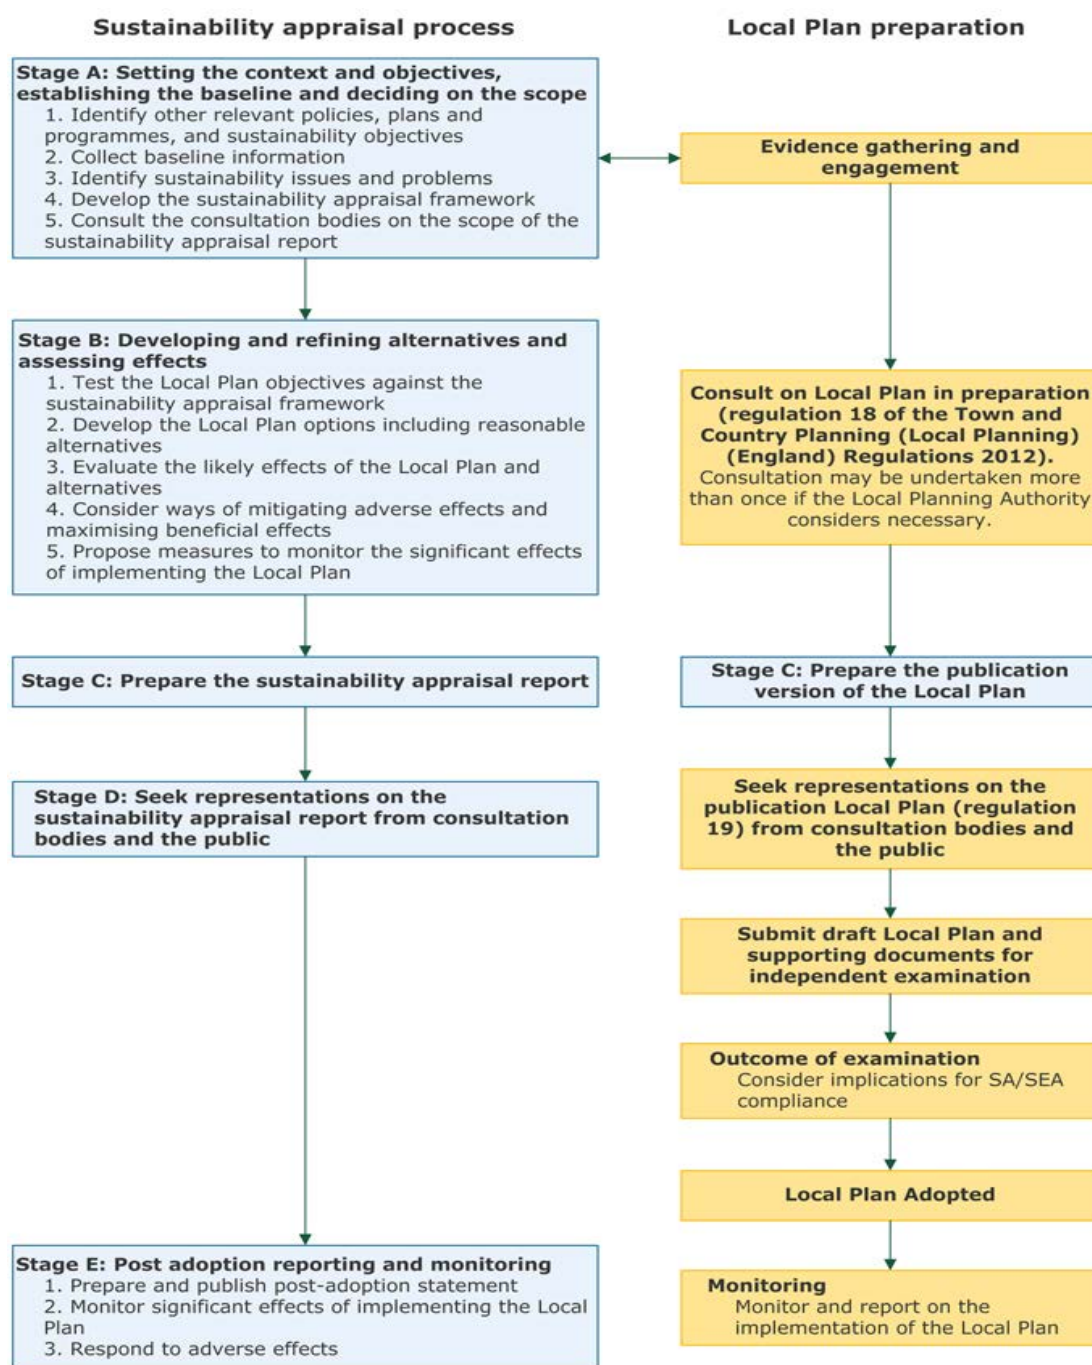 Sustainability appraisal process
Local Plan preparation
Stage A: Setting the context and objectives,
establishing the baseline and deciding on the scope
1. Identify other relevant policies, plans and
programmes, and sustainability objectives
2. Collect baseline information
3. Identify sustainability issues and problems
4. Develop the sustainability appraisal framework
5. Consult the consultation bodies on the scope of the
sustainability appraisal report
Evidence gathering and
engagement
Stage B: Developing and refining alternatives and
assessing effects
1. Test the Local Plan objectives against the
sustainability appraisal framework
2. Develop the Local Plan options including reasonable
alternatives
3. Evaluate the likely effects of the Local Plan and
alternatives
4. Consider ways of mitigating adverse effects and
maximising beneficial effects
5. Propose measures to monitor the significant effects
of implementing the Local Plan
Consult on Local Plan in preparation
(regulation 18 of the Town and
Country Planning (Local Planning)
(England) Regulations 2012).
Consultation may be undertaken more
than once if the Local Planning Authority
considers necessary.
Stage C: Prepare the sustainability appraisal report
Stage C: Prepare the publication
version of the Local Plan
Stage D: Seek representations on the
sustainability appraisal report from consultation
bodies and the public
Seek representations on the
publication Local Plan (regulation
19) from consultation bodies and
the public
Submit draft Local Plan and
supporting documents for
independent examination
Outcome of examination
Consider implications for SA/SEA
compliance
Local Plan Adopted
Stage E: Post adoption reporting and monitoring
1. Prepare and publish post-adoption statement
2. Monitor significant effects of implementing the Local
Plan
3. Respond to adverse effects
Monitoring
Monitor and report on the
implementation of the Local Plan